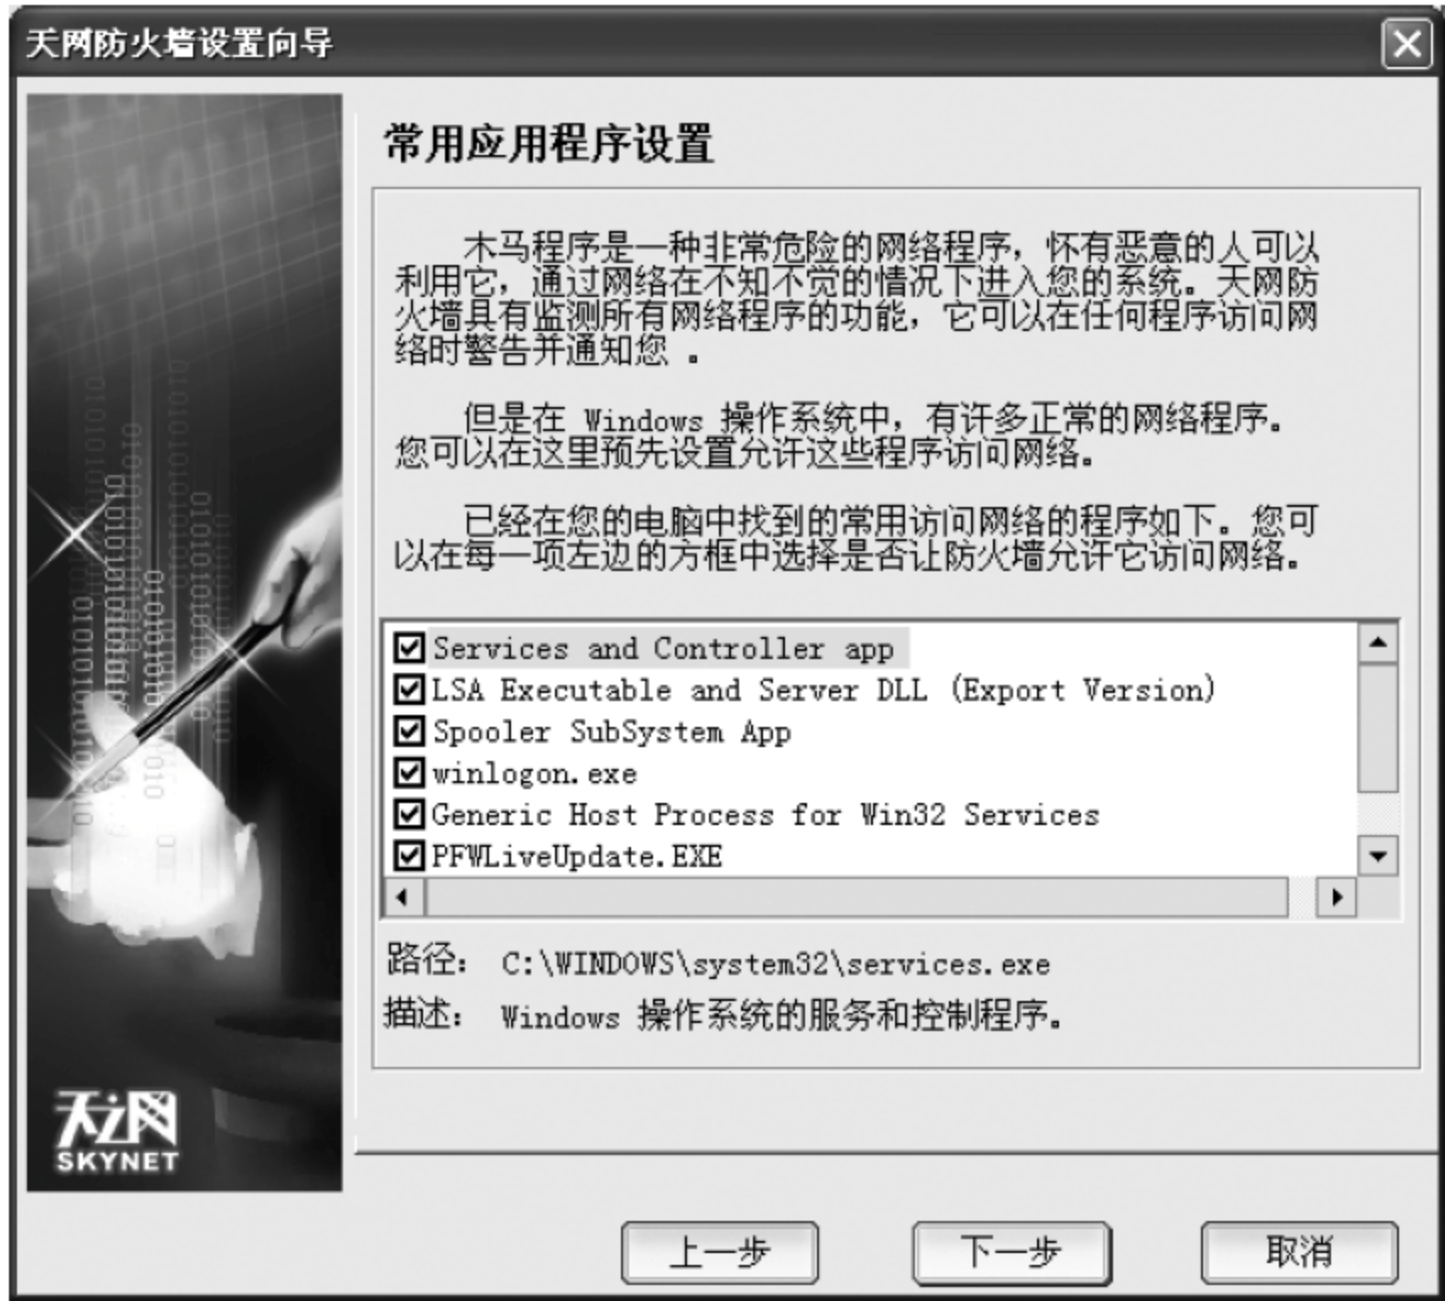 天网防火墙设置向导
常用应用程序设置
木马程序是一种非常危险的网络程序，怀有恶意的人可以
利用它，通过网络在不知不觉的情况下进入您的系统。天网防
火墙具有监测所有网络程序的功能，它可以在任何程序访问网
络时警告并通知您 。
但是在 Windows 操作系统中，有许多正常的网络程序。
您可以在这里预先设置允许这些程序访问网络。
已经在您的电脑中找到的常用访问网络的程序如下。您可
以在每一项左边的方框中选择是否让防火墙允许它访问网络。
Services and Controller app
LSA Executable and Server DLL (Export Version)
Spooler SubSystem App
winlogon.exe
Generic Host Process for Win32 Services
PFWLiveUpdate.EXE
路径： C:\WINDOWS\system32\services.exe
描述： Windows 操作系统的服务和控制程序。
天之网
SKYNET
上一步 下一步 取消